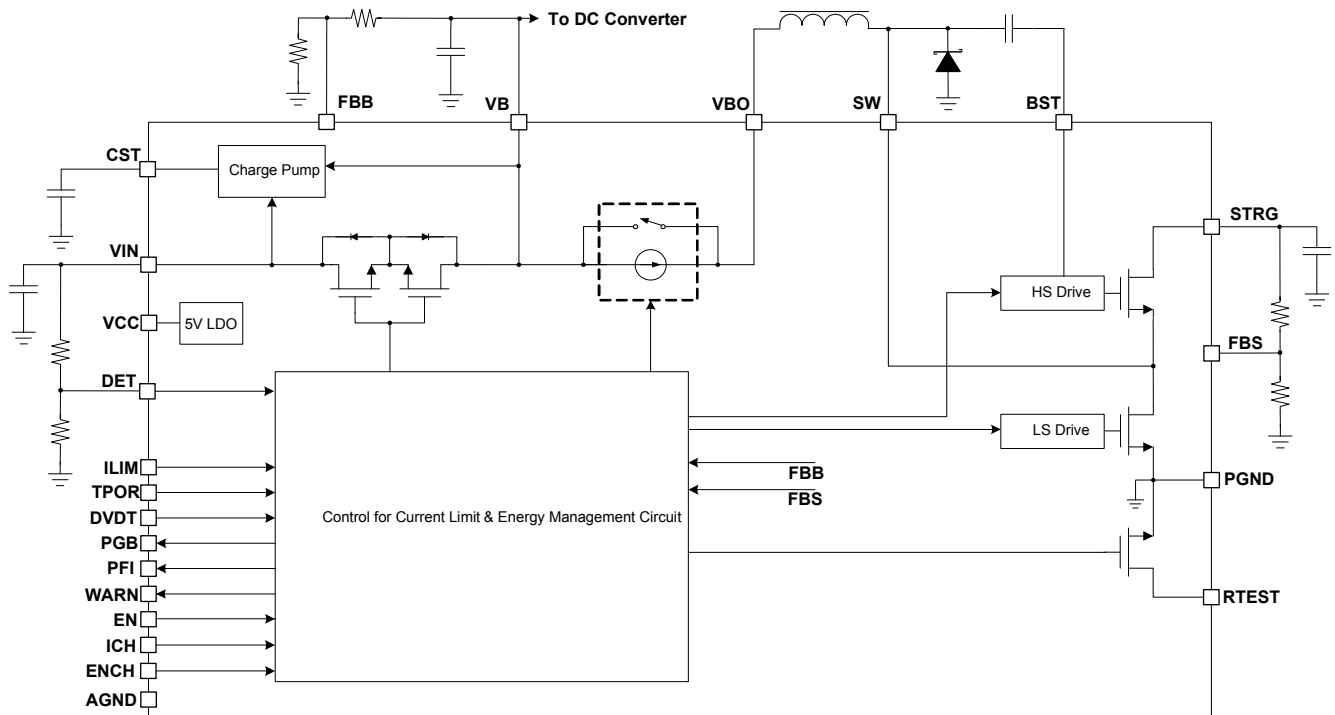 To DC Converter
FBB
VB
VBO
SW
BST
CST
Charge Pump
STRG
VIN
HS Drive
VCC
5V LDO
FBS
DET
LS Drive
ILIM
FBB
TPOR
FBS
PGND
DVDT
Control for Current Limit & Energy Management Circuit
PGB
PFI
WARN
RTEST
EN
ICH
ENCH
AGND